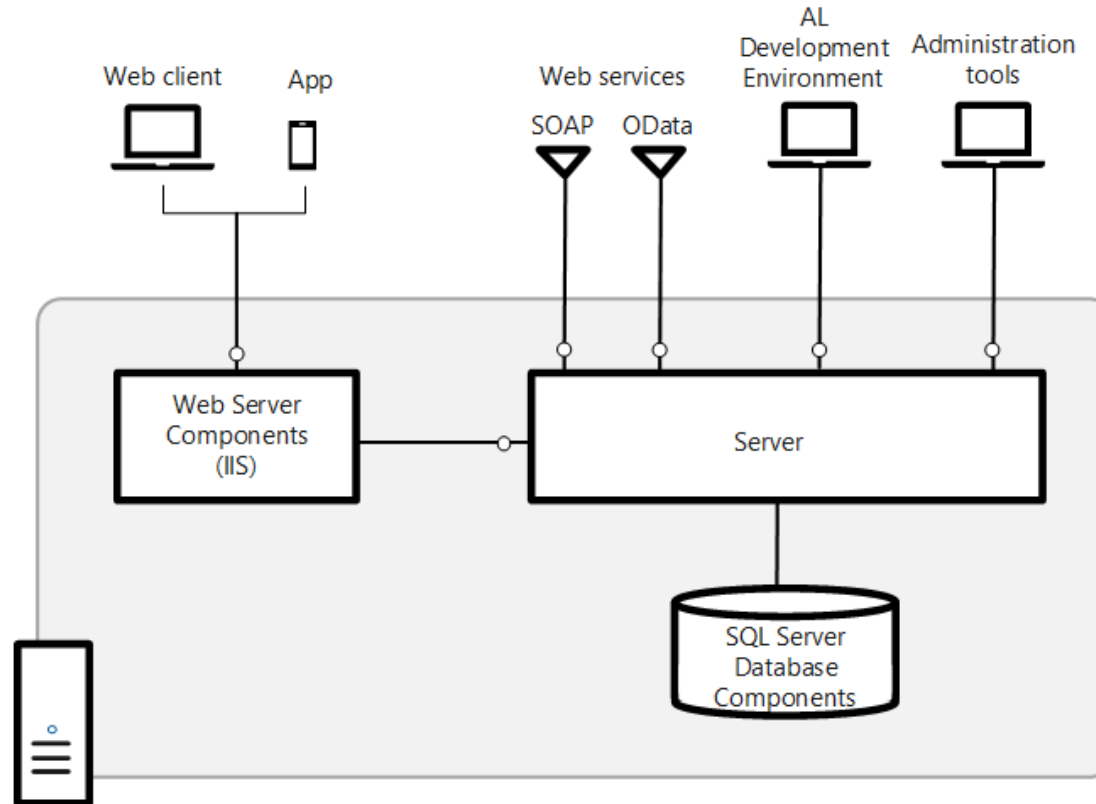 Web client
App
Web services
SOAP
OData
AL
Development
Environment
Administration
tools
Web Server
Components
(IIS)
Server
SQL Server
Database
Components